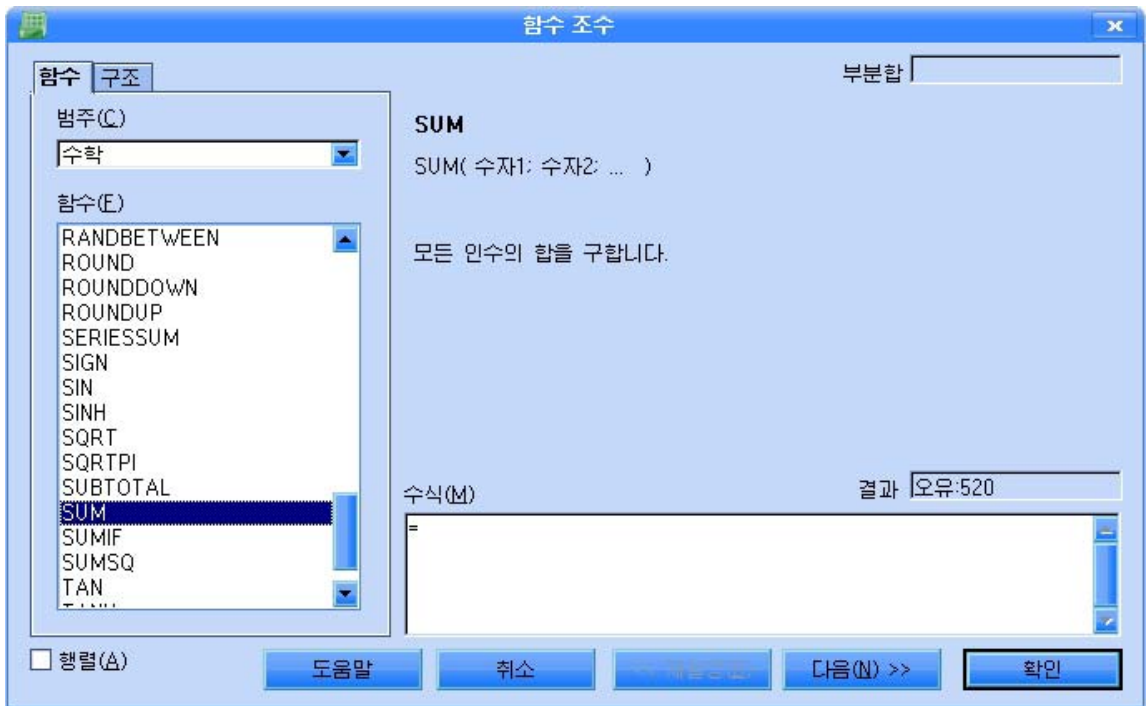 함수 조수
함수 구조
부분합
범주(C)
수학
SUM
SUM( 수자1; 수자2; ... )
함수(F)
RANDBETWEEN
ROUND
ROUNDDOWN
ROUNDUP
SERIESSUM
SIGN
SIN
SINH
SQRT
SQRTPI
SUBTOTAL
SUM
SUMIF
SUMSQ
TAN
모든 인수의 합을 구합니다.
수식(M)
결과 오유:520
=
행렬(A)
도움말
취소
다음(N) >>
확인